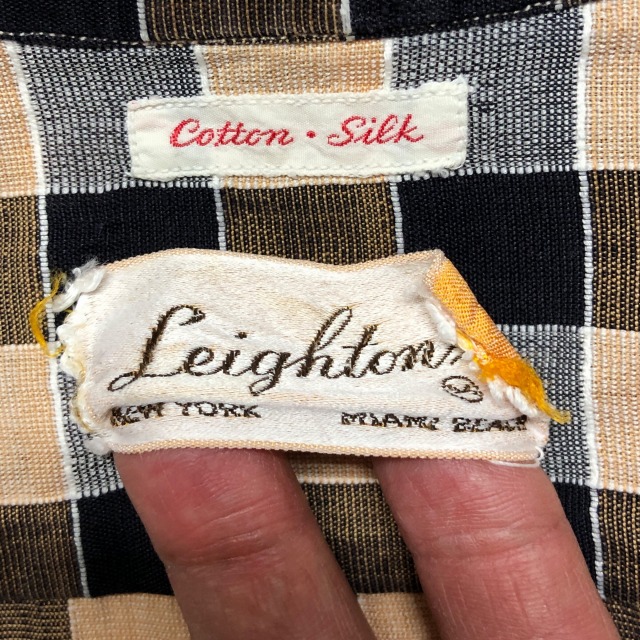 Cotton • Silk
Leighton
NEW YORK MIAMI BEACH